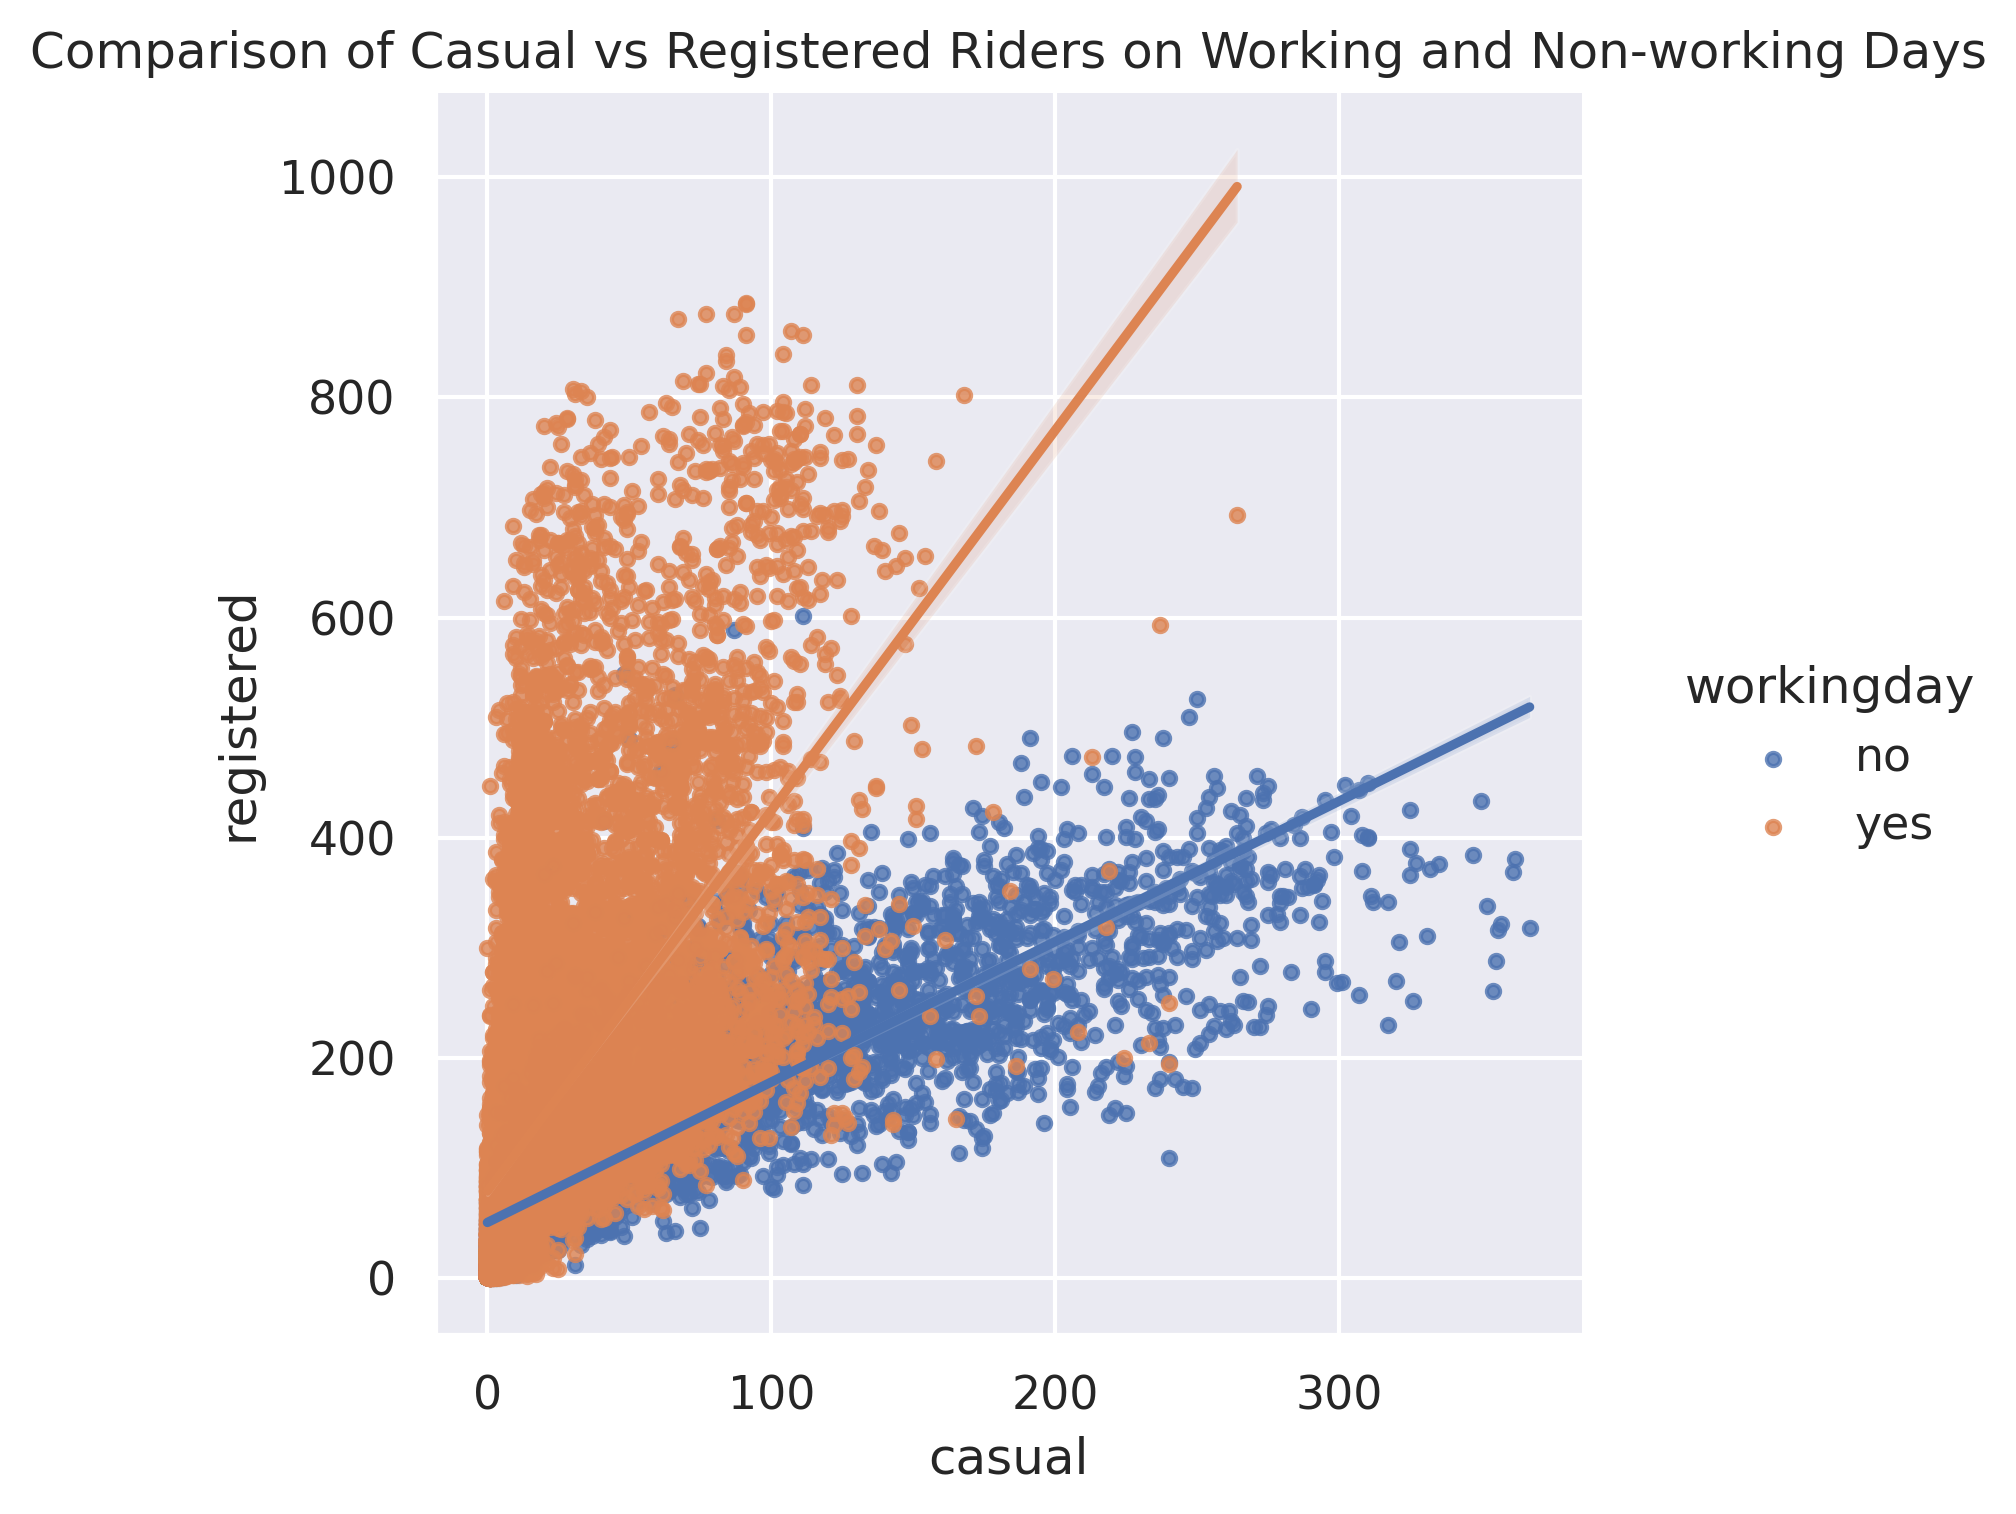 Comparison of Casual vs Registered Riders on Working and Non-working Days
1000
800
600
400
200
0
registered
0 100 200 300
casual
workingday
no
yes